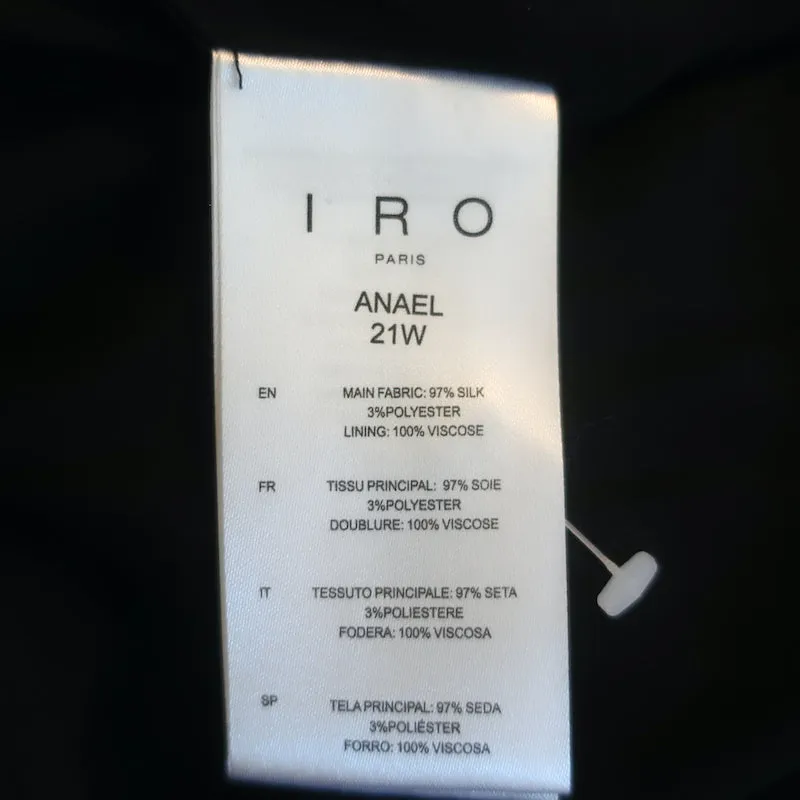 I R O
PARIS
ANAEL
21W
EN MAIN FABRIC: 97% SILK
3%POLYESTER
LINING: 100% VISCOSE
FR TISSU PRINCIPAL: 97% SOIE
3%POLYESTER
DOUBLURE: 100% VISCOSE
IT TESSUTO PRINCIPALE: 97% SETA
3%POLIESTERE
FODERA: 100% VISCOSA
SP TELA PRINCIPAL: 97% SEDA
3%POLIÉSTER
FORRO: 100% VISCOSA